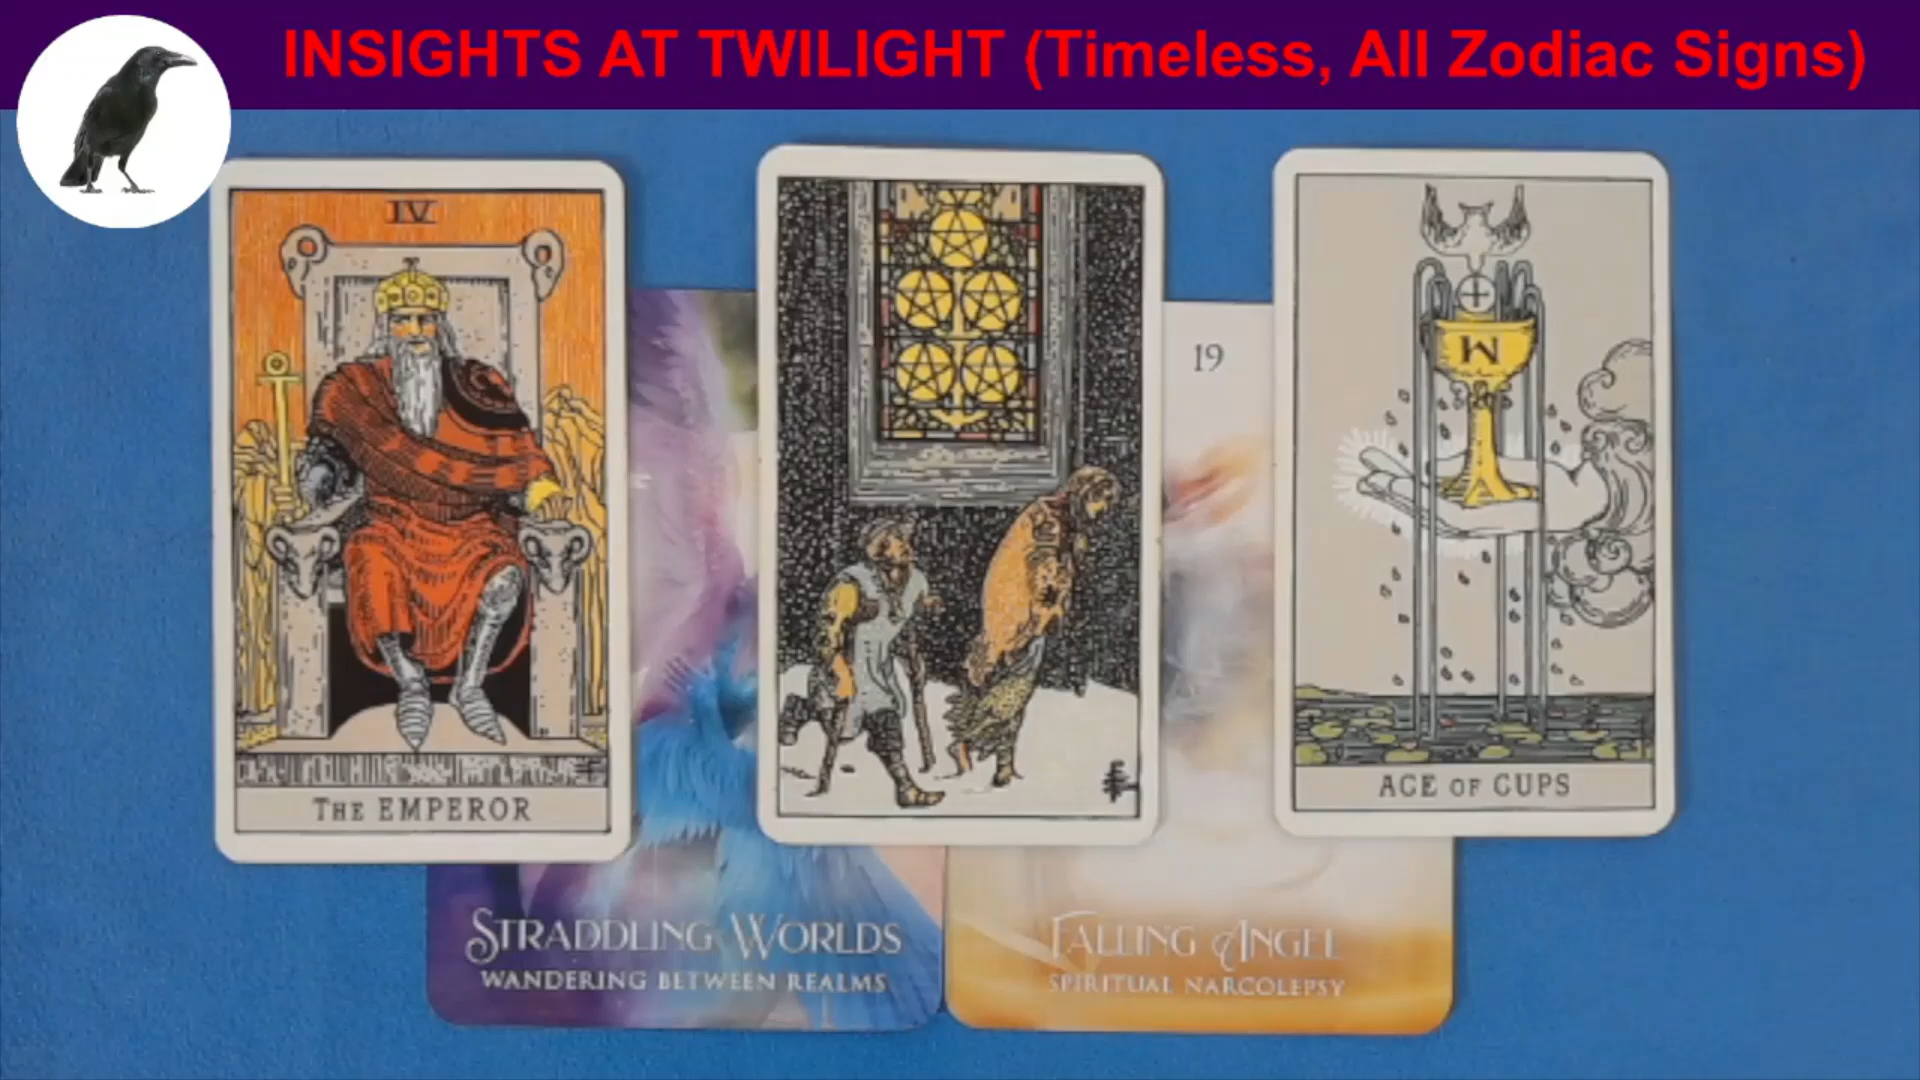 INSIGHTS AT TWILIGHT (Timeless, All Zodiac Signs)
IV
19
M
THE EMPEROR
ACE OF CUPS
STRADDLING WORLDS
WANDERING BETWEEN REALMS
FALLING ANGEL
SPIRITUAL NARCOLEPSY